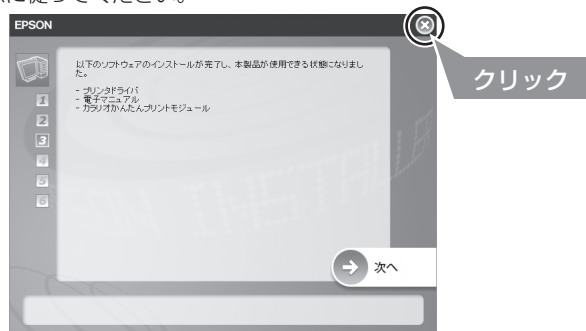 に従ってください。
EPSON
クリック
以下のソフトウェアのインストールが完了し、本製品が使用できる状態になりまし
た。
- プリンタドライバ
- 電子マニュアル
- カラリオかんたんプリントモジュール
1
2
3
4
5
6
次へ